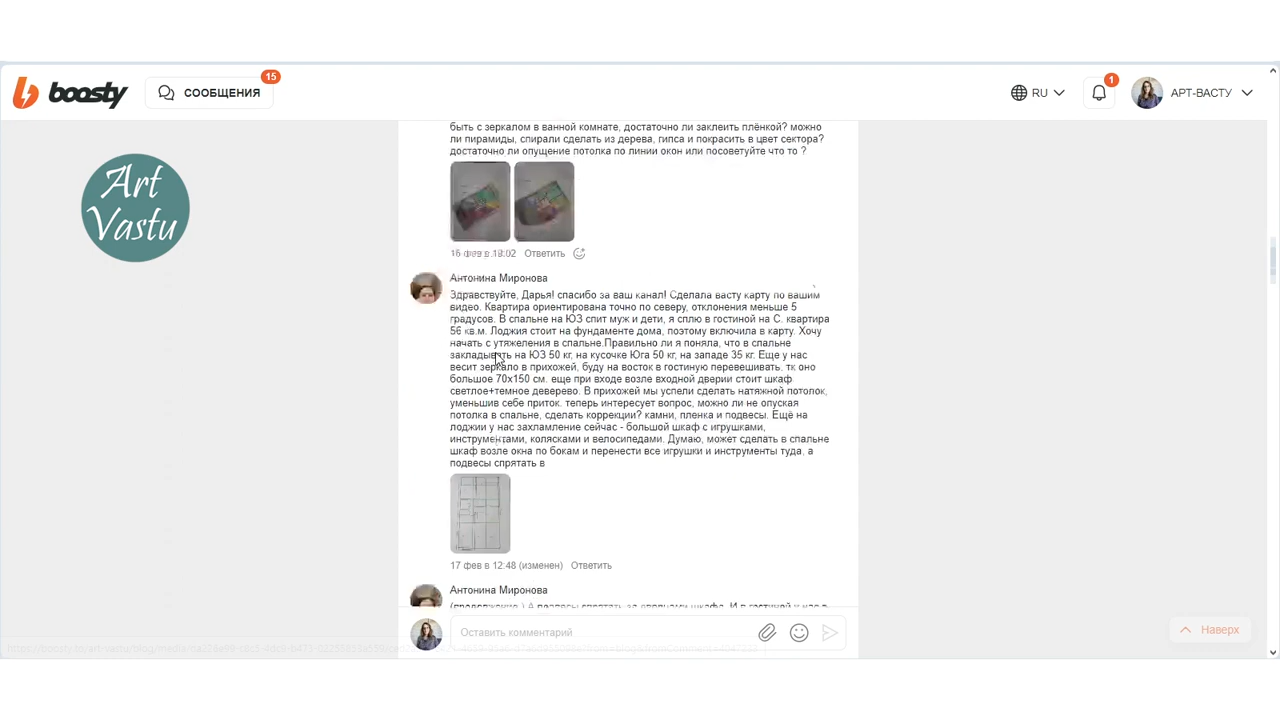 boosty
СООБЩЕНИЯ
15
RU
1
АРТ-ВАСТУ
Art
Vastu
быть с зеркалом в ванной комнате, достаточно ли заклеить плёнкой? можно
ли пирамиды, спирали сделать из дерева, гипса и покрасить в цвет сектора?
достаточно ли опущение потолка по линии окон или посоветуйте что то ?
16 фев в 18:02 Ответить
Антонина Миронова
Здравствуйте, Дарья! спасибо за ваш канал! Сделала васту карту по вашим
видео. Квартира ориентирована точно по северу, отклонения меньше 5
градусов. В спальне на ЮЗ спит муж и дети, я сплю в гостиной на С. квартира
56 кв.м. Лоджия стоит на фундаменте дома, поэтому включила в карту. Хочу
начать с утяжеления в спальне.Правильно ли я поняла, что в спальне
закладывать на ЮЗ 50 кг, на кусочке Юга 50 кг, на западе 35 кг. Еще у нас
весит зеркало в прихожей, буду на восток в гостиную перевешивать. тк оно
большое 70х150 см. еще при входе возле входной дверии стоит шкаф
светлое+темное деверево. В прихожей мы успели сделать натяжной потолок,
уменьшив себе приток. теперь интересует вопрос, можно ли не опуская
потолка в спальне, сделать коррекции? камни, пленка и подвесы. Ещё на
лоджии у нас захламление сейчас - большой шкаф с игрушками,
инструментами, колясками и велосипедами. Думаю, может сделать в спальне
шкаф возле окна по бокам и перенести все игрушки и инструменты туда, а
подвесы спрятать в
17 фев в 12:48 (изменен) Ответить
Антонина Миронова
Оставить комментарий
Наверх